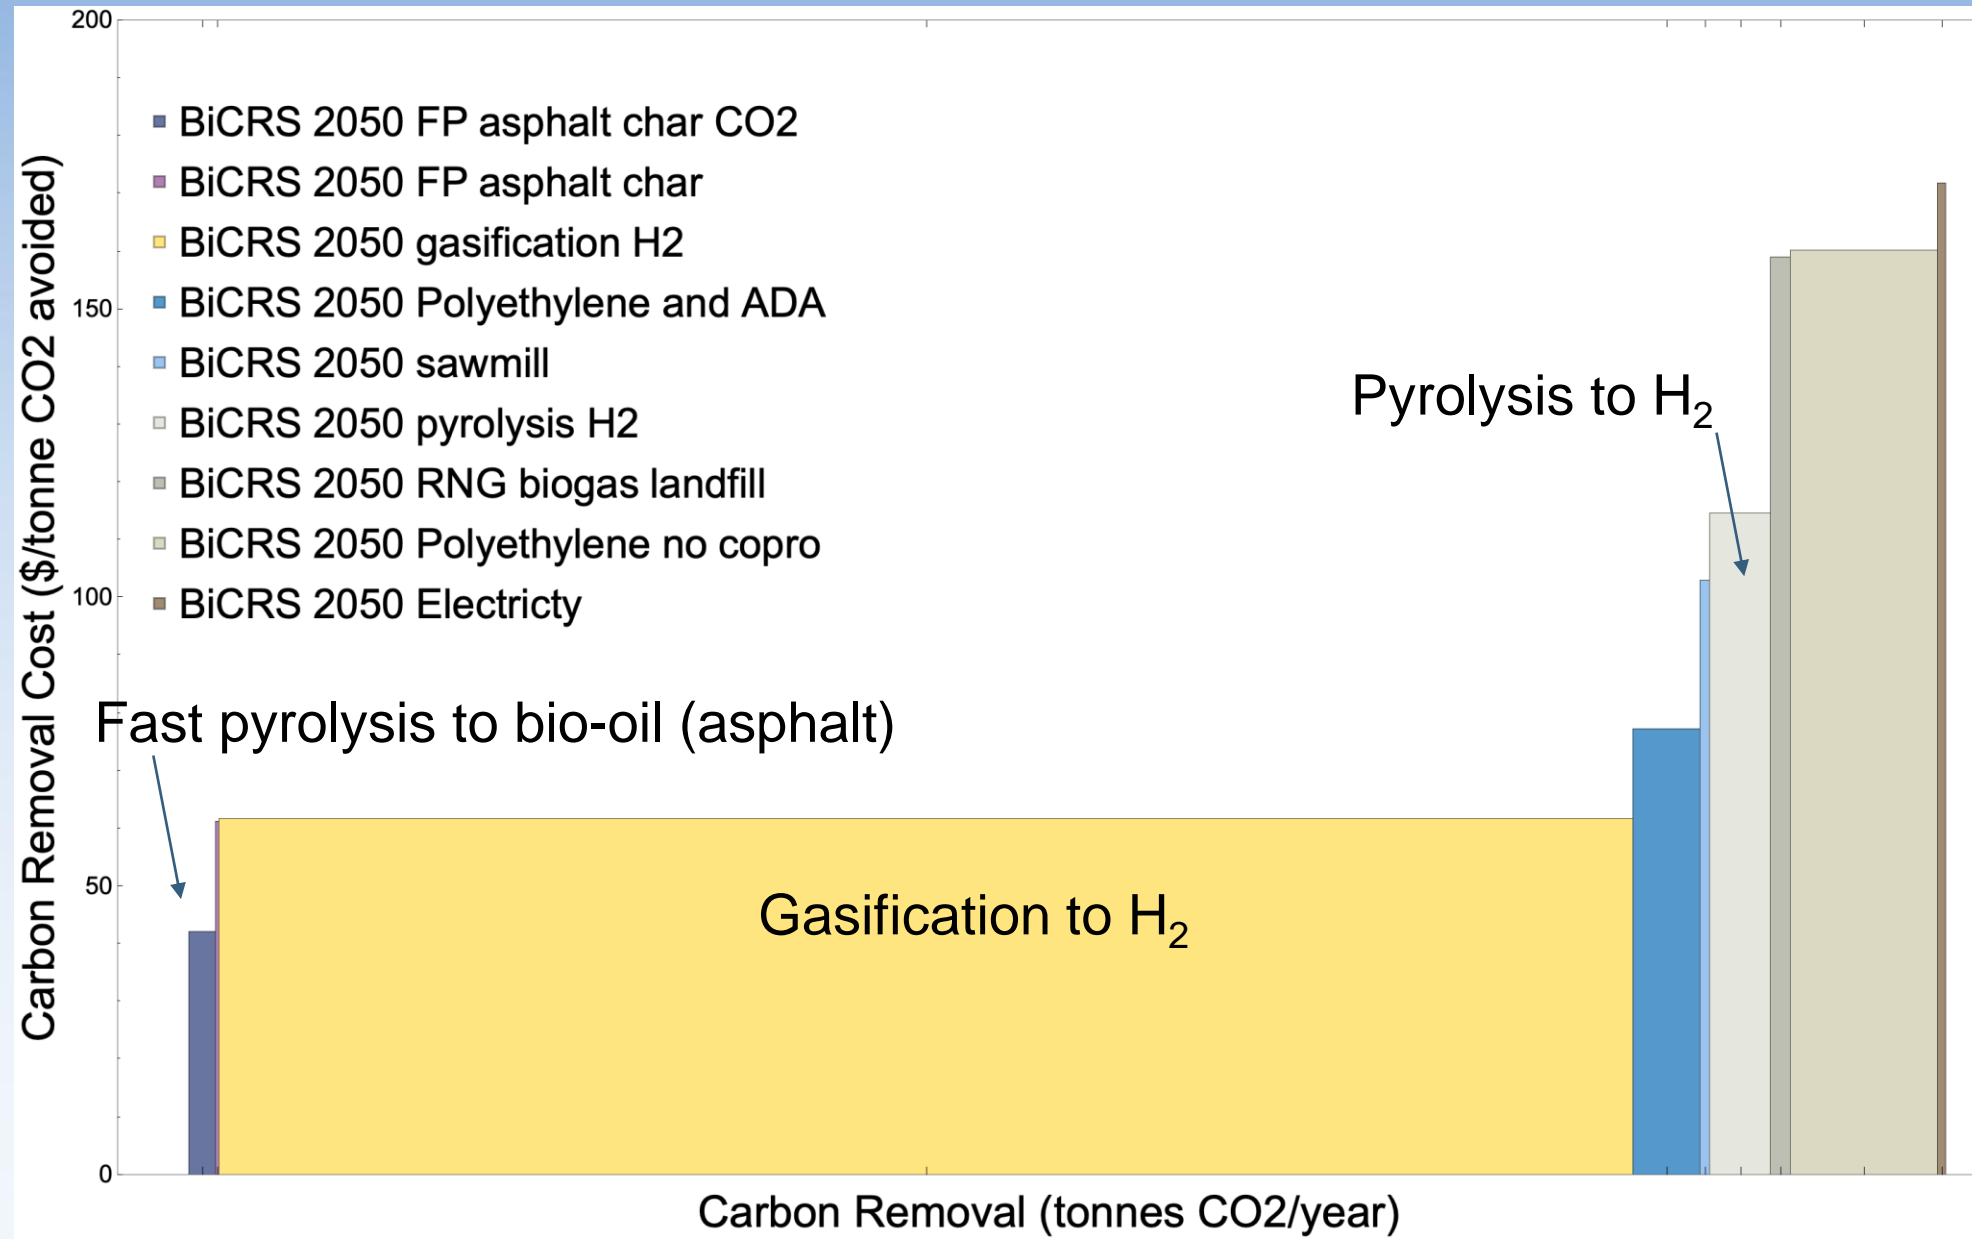 200
150
100
50
0
Carbon Removal Cost ($/tonne CO2 avoided)
BiCRS 2050 FP asphalt char CO2
BiCRS 2050 FP asphalt char
BiCRS 2050 gasification H2
BiCRS 2050 Polyethylene and ADA
BiCRS 2050 sawmill
BiCRS 2050 pyrolysis H2
BiCRS 2050 RNG biogas landfill
BiCRS 2050 Polyethylene no copro
BiCRS 2050 Electricty
Pyrolysis to H₂
Fast pyrolysis to bio-oil (asphalt)
Gasification to H₂
Carbon Removal (tonnes CO2/year)